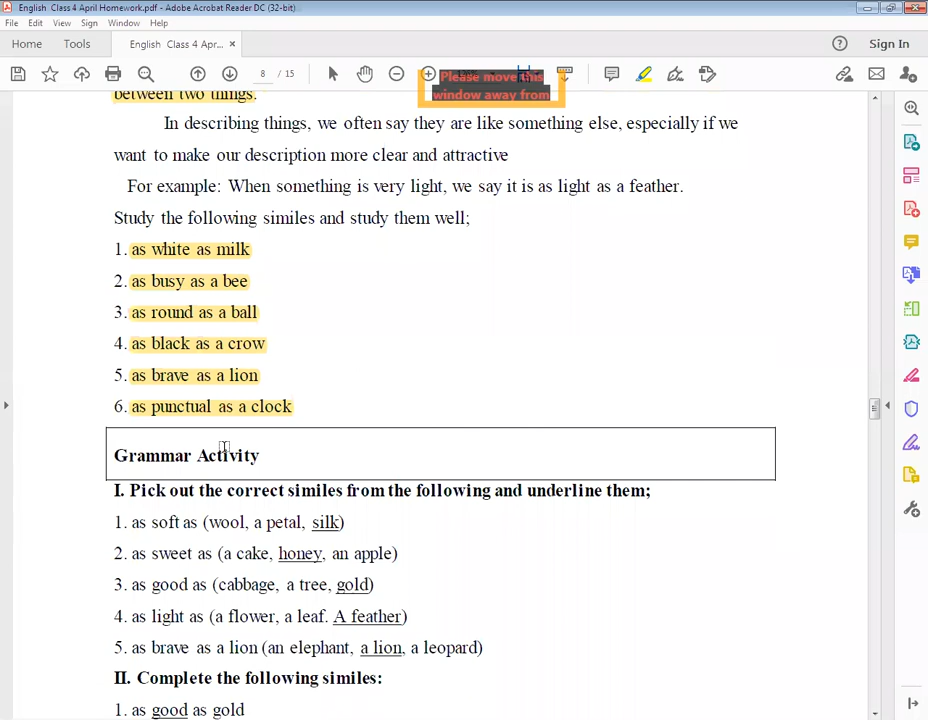 English Class 4 April Homework.pdf - Adobe Acrobat Reader DC (32-bit)
File Edit View Sign Window Help
Home Tools English Class 4 Apr... × Sign In
8 / 15
Please move this
window away from
between two things.
In describing things, we often say they are like something else, especially if we
want to make our description more clear and attractive
For example: When something is very light, we say it is as light as a feather.
Study the following similes and study them well;
1. as white as milk
2. as busy as a bee
3. as round as a ball
4. as black as a crow
5. as brave as a lion
6. as punctual as a clock
Grammar Activity
I. Pick out the correct similes from the following and underline them;
1. as soft as (wool, a petal, silk)
2. as sweet as (a cake, honey, an apple)
3. as good as (cabbage, a tree, gold)
4. as light as (a flower, a leaf. A feather)
5. as brave as a lion (an elephant, a lion, a leopard)
II. Complete the following similes:
1. as good as gold